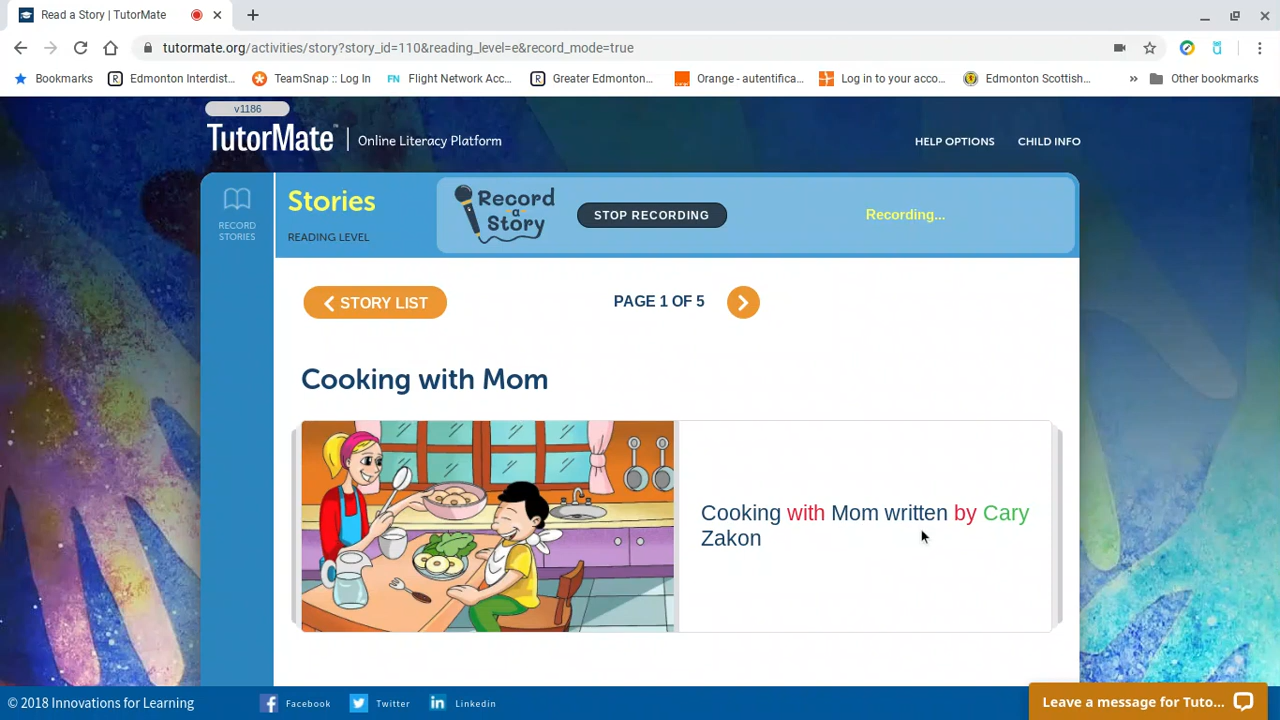 Read a Story | TutorMate
tutormate.org/activities/story?story_id=110&reading_level=e&record_mode=true
Bookmarks
Edmonton Interdist...
TeamSnap :: Log In
FN Flight Network Acc...
R Greater Edmonton...
Orange - autentifica...
Log in to your acco...
Edmonton Scottish...
» Other bookmarks
v1186
TutorMate™ | Online Literacy Platform
HELP OPTIONS CHILD INFO
RECORD
STORIES
Stories
READING LEVEL
Record
a
Story
STOP RECORDING
Recording...
STORY LIST
PAGE 1 OF 5
Cooking with Mom
Cooking with Mom written by Cary
Zakon
© 2018 Innovations for Learning
Facebook
Twitter
Linkedin
Leave a message for Tuto...